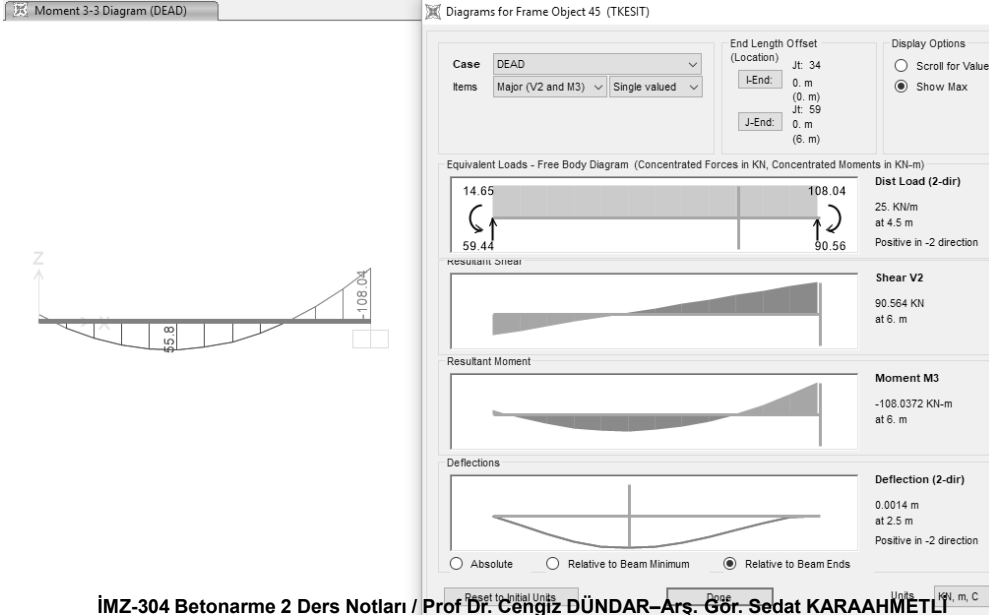 Moment 3-3 Diagram (DEAD)
Z
X
55.8
-108.04
Diagrams for Frame Object 45 (TKESIT)
Case DEAD
Items Major (V2 and M3) Single valued
End Length Offset
(Location)
I-End:
Jt: 34
0. m
(0. m)
J-End:
Jt: 59
0. m
(6. m)
Display Options
Scroll for Value
Show Max
Equivalent Loads - Free Body Diagram (Concentrated Forces in KN, Concentrated Moments in KN-m)
14.65
108.04
59.44
90.56
Dist Load (2-dir)
25. KN/m
at 4.5 m
Positive in -2 direction
Resultant Shear
Shear V2
90.564 KN
at 6. m
Resultant Moment
Moment M3
-108.0372 KN-m
at 6. m
Deflections
Deflection (2-dir)
0.0014 m
at 2.5 m
Positive in -2 direction
Absolute Relative to Beam Minimum Relative to Beam Ends
Reset to Initial Units Done Units KN, m, C
İMZ-304 Betonarme 2 Ders Notları / Prof Dr. Cengiz DÜNDAR–Arş. Gör. Sedat KARAAHMETLİ